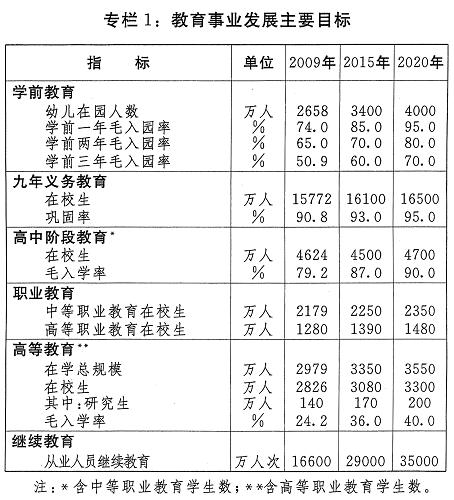 专栏1：教育事业发展主要目标
指 标 单位 2009年 2015年 2020年
学前教育
幼儿在园人数 万人 2658 3400 4000
学前一年毛入园率 % 74.0 85.0 95.0
学前两年毛入园率 % 65.0 70.0 80.0
学前三年毛入园率 % 50.9 60.0 70.0
九年义务教育
在校生 万人 15772 16100 16500
巩固率 % 90.8 93.0 95.0
高中阶段教育*
在校生 万人 4624 4500 4700
毛入学率 % 79.2 87.0 90.0
职业教育
中等职业教育在校生 万人 2179 2250 2350
高等职业教育在校生 万人 1280 1390 1480
高等教育**
在学总规模 万人 2979 3350 3550
在校生 万人 2826 3080 3300
其中:研究生 万人 140 170 200
毛入学率 % 24.2 36.0 40.0
继续教育
从业人员继续教育 万人次 16600 29000 35000
注：*含中等职业教育学生数；**含高等职业教育学生数。